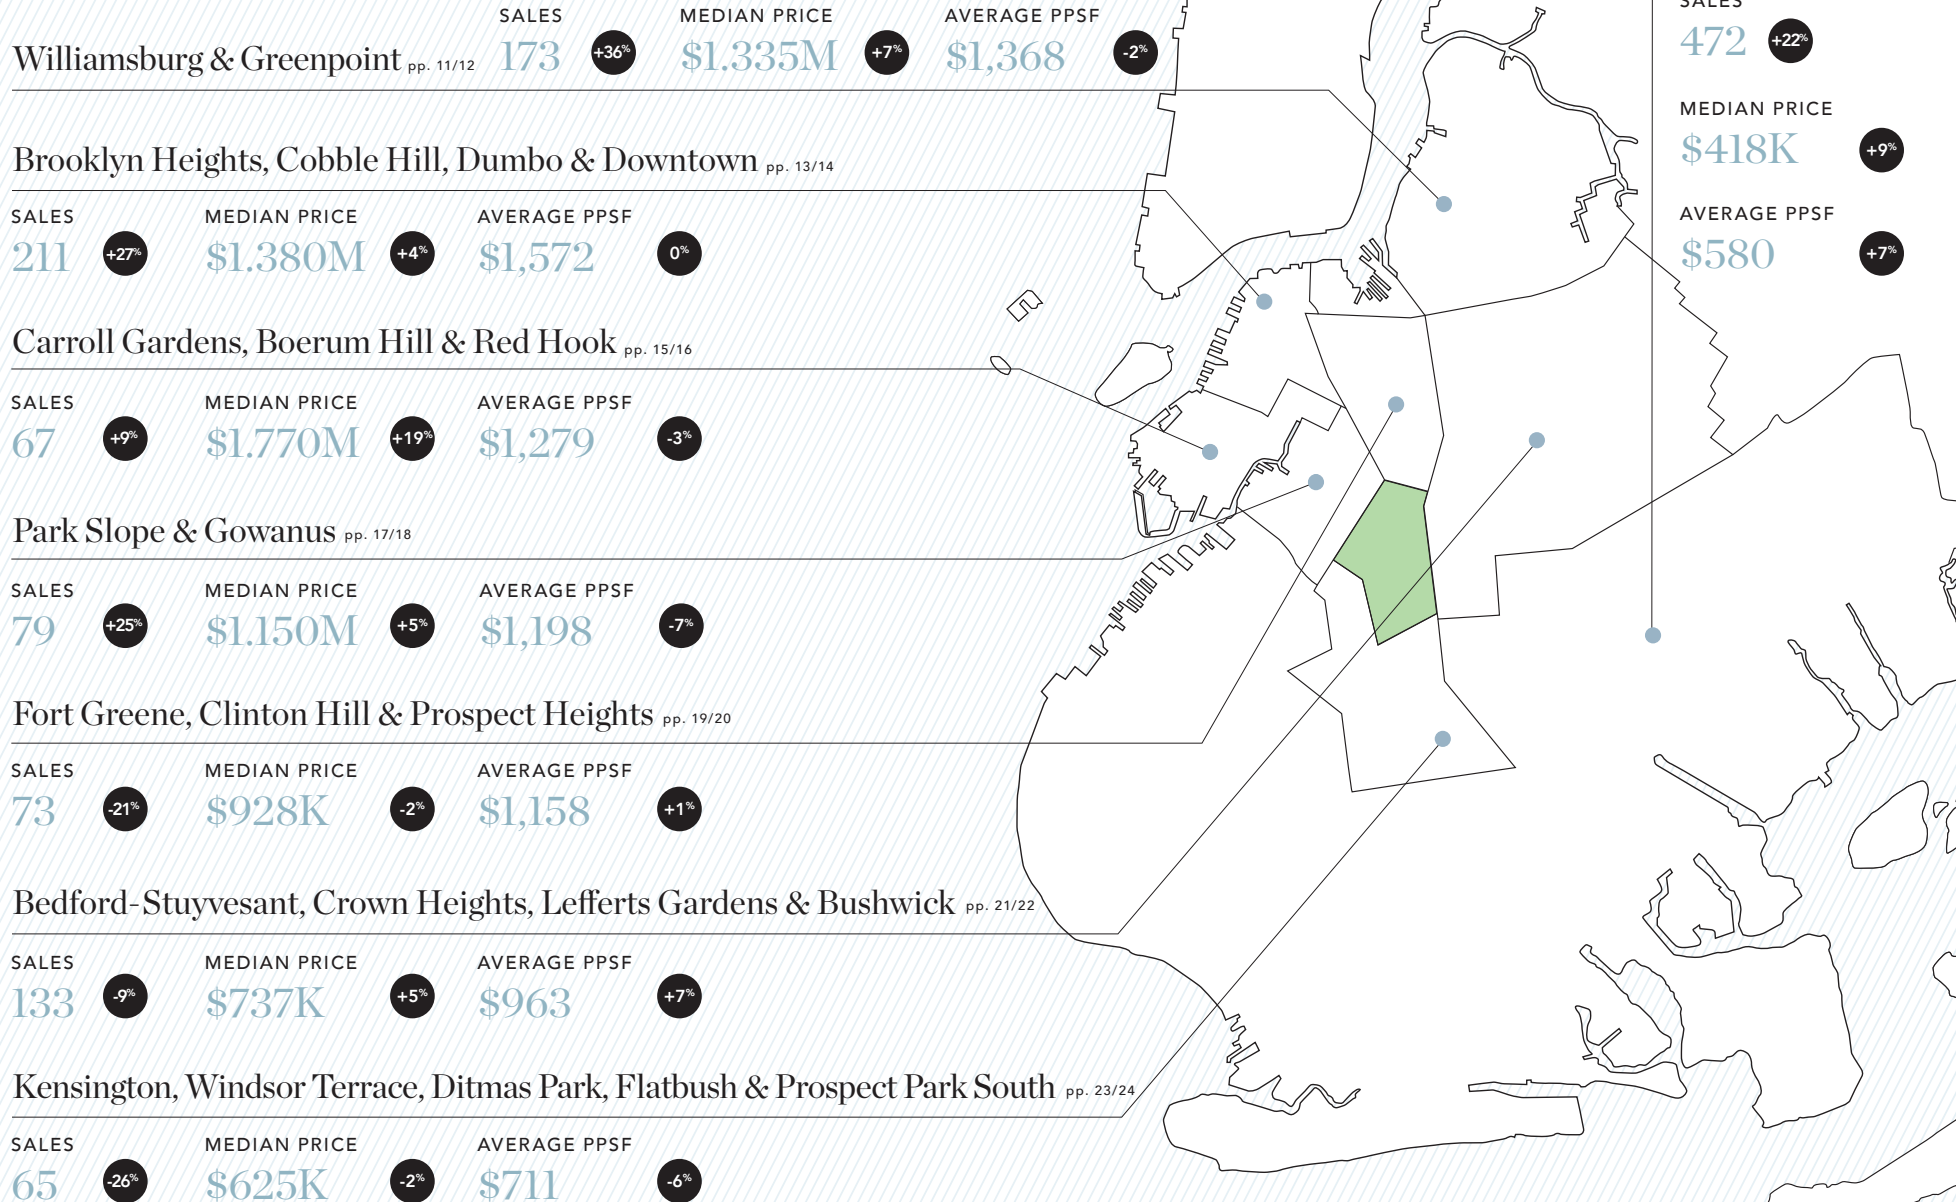 SALES MEDIAN PRICE AVERAGE PPSF
Williamsburg & Greenpoint pp. 11/12 173 +36% $1.335M +7% $1,368 -2%
Brooklyn Heights, Cobble Hill, Dumbo & Downtown pp. 13/14
SALES MEDIAN PRICE AVERAGE PPSF
211 +27% $1.380M +4% $1,572 0%
Carroll Gardens, Boerum Hill & Red Hook pp. 15/16
SALES MEDIAN PRICE AVERAGE PPSF
67 +9% $1.770M +19% $1,279 -3%
Park Slope & Gowanus pp. 17/18
SALES MEDIAN PRICE AVERAGE PPSF
79 +25% $1.150M +5% $1,198 -7%
Fort Greene, Clinton Hill & Prospect Heights pp. 19/20
SALES MEDIAN PRICE AVERAGE PPSF
73 -21% $928K -2% $1,158 +1%
Bedford-Stuyvesant, Crown Heights, Lefferts Gardens & Bushwick pp. 21/22
SALES MEDIAN PRICE AVERAGE PPSF
133 -9% $737K +5% $963 +7%
Kensington, Windsor Terrace, Ditmas Park, Flatbush & Prospect Park South pp. 23/24
SALES MEDIAN PRICE AVERAGE PPSF
65 -26% $625K -2% $711 -6%
SALES
472 +22%
MEDIAN PRICE
$418K +9%
AVERAGE PPSF
$580 +7%